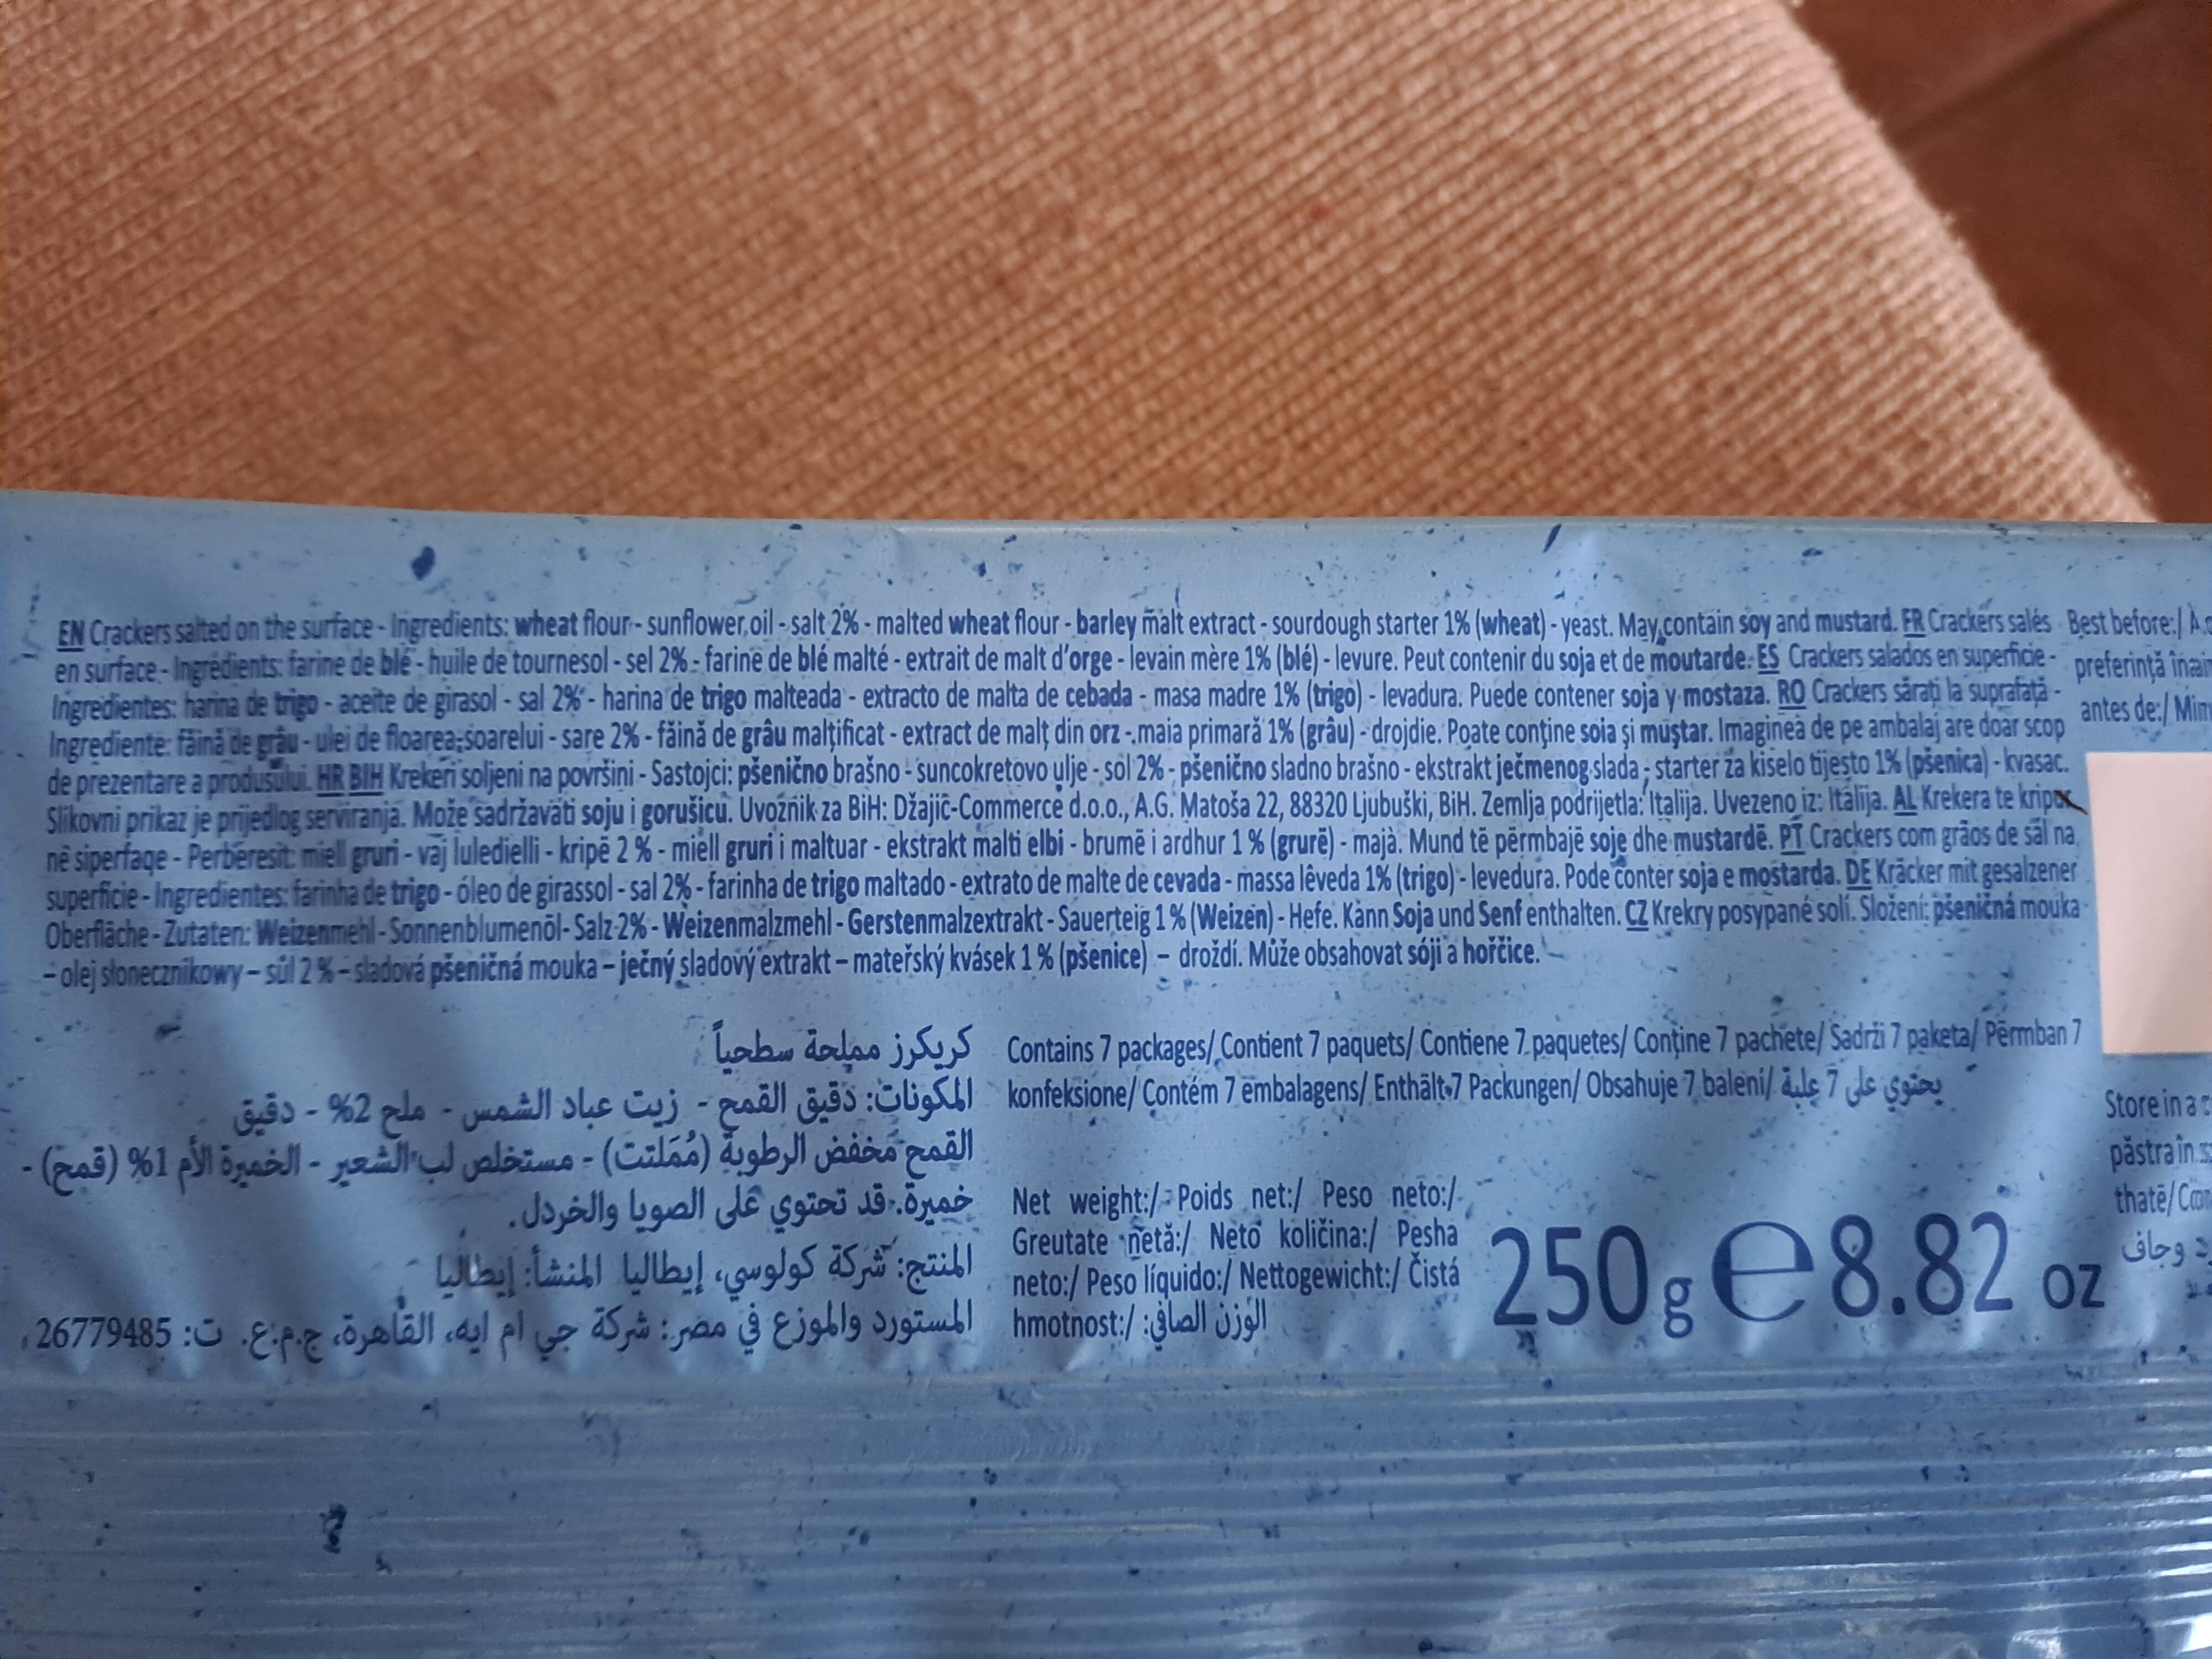 EN Crackers salted on the surface - Ingredients: wheat flour - sunflower oil - salt 2% - malted wheat flour - barley malt extract - sourdough starter 1% (wheat) - yeast. May contain soy and mustard. FR Crackers salés
en surface - Ingrédients: farine de blé - huile de tournesol - sel 2% - farine de blé malté - extrait de malt d'orge - levain mère 1% (blé) - levure. Peut contenir du soja et de moutarde. ES Crackers salados en superficie -
Ingredientes: harina de trigo - aceite de girasol - sal 2% - harina de trigo malteada - extracto de malta de cebada - masa madre 1% (trigo) - levadura. Puede contener soja y mostaza. RO Crackers sărați la suprafață -
Ingrediente: făină de grâu - ulei de floarea-soarelui - sare 2% - făină de grâu malțificat - extract de malț din orz - maia primară 1% (grâu) - drojdie. Poate conține soia și muștar. Imaginea de pe ambalaj are doar scop
de prezentare a produsului. HR BIH Krekeri soljeni na površini - Sastojci: pšenično brašno - suncokretovo ulje - sol 2% - pšenično sladno brašno - ekstrakt ječmenog slada - starter za kiselo tijesto 1% (pšenica) - kvasac.
Slikovni prikaz je prijedlog serviranja. Može sadržavati soju i gorušicu. Uvoznik za BiH: Džajić-Commerce d.o.o., A.G. Matoša 22, 88320 Ljubuški, BiH. Zemlja podrijetla: Italija. Uvezeno iz: Italija. AL Krekera te kripo
në siperfaqe - Perbëresit: miell gruri - vaj luledielli - kripë 2 % - miell gruri i maltuar - ekstrakt malti elbi - brumë i ardhur 1 % (grurë) - majà. Mund të përmbajë soje dhe mustardë. PT Crackers com grãos de sal na
superfície - Ingredientes: farinha de trigo - óleo de girassol - sal 2% - farinha de trigo maltado - extrato de malte de cevada - massa lêveda 1% (trigo) - levedura. Pode conter soja e mostarda. DE Kräcker mit gesalzener
Oberfläche - Zutaten: Weizenmehl - Sonnenblumenöl - Salz 2% - Weizenmalzmehl - Gerstenmalzextrakt - Sauerteig 1 % (Weizen) - Hefe. Kann Soja und Senf enthalten. CZ Krekry posypané solí. Složení: pšeničná mouka
– olej słonecznikowy – sůl 2 % – sladová pšeničná mouka – ječný sladový extrakt – mateřský kvásek 1 % (pšenice) – droždí. Může obsahovat sóji a hořčice.
Best before:/
preferință
antes de:/
كريكرز مملحة سطحياً
المكونات: دقيق القمح - زيت عباد الشمس - ملح 2% - دقيق
القمح مخفض الرطوبة (مُمَلتت) - مستخلص لب الشعير - الخميرة الأم 1% (قمح) -
خميرة. قد تحتوي على الصويا والخردل.
المنتج: شركة كولوسي، إيطاليا المنشأ: إيطاليا
المستورد والموزع في مصر: شركة جي ام ايه، القاهرة، ج.م.ع. ت: 26779485
Contains 7 packages/ Contient 7 paquets/ Contiene 7 paquetes/ Conține 7 pachete/ Sadrži 7 paketa/ Përmban 7
konfeksione/ Contém 7 embalagens/ Enthält 7 Packungen/ Obsahuje 7 balení/ يحتوي على 7 علبة
Net weight:/ Poids net:/ Peso neto:/
Greutate netă:/ Neto količina:/ Pesha
neto:/ Peso líquido:/ Nettogewicht:/ Čistá
hmotnost:/ الوزن الصافي:
250 g e 8.82 oz
Store in a
păstra în
thatë/
وجاف